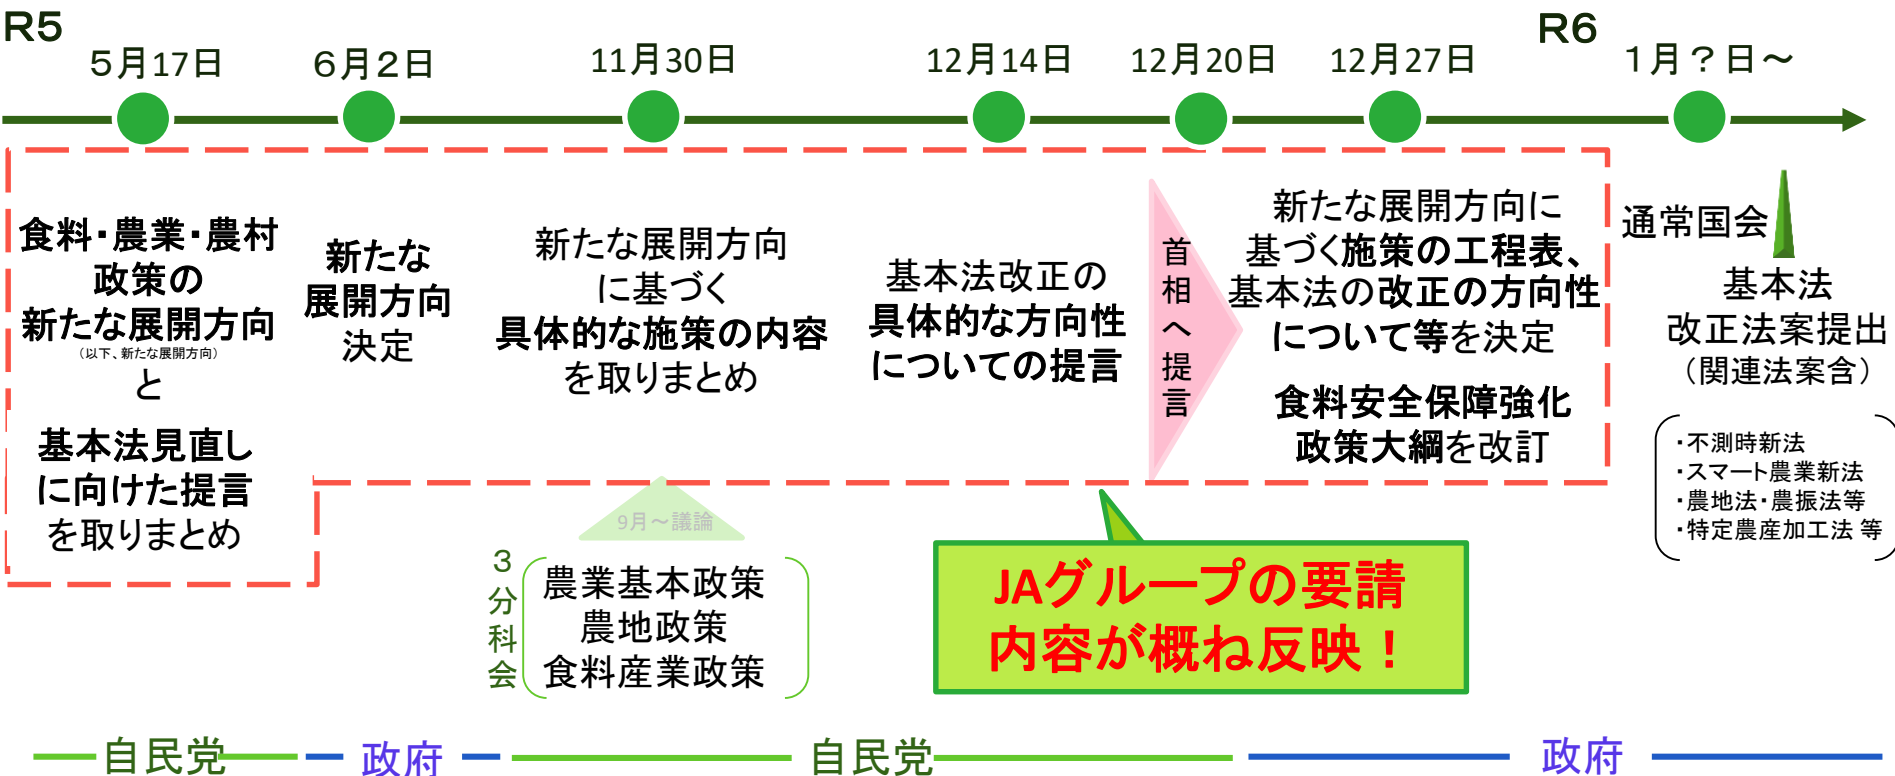 R5
R6
5月17日
6月2日
11月30日
12月14日
12月20日
12月27日
1月?日~
食料・農業・農村
政策の
新たな展開方向
(以下、新たな展開方向)
と
基本法見直し
に向けた提言
を取りまとめ
新たな
展開方向
決定
新たな展開方向
に基づく
具体的な施策の内容
を取りまとめ
9月~議論
3分科会
農業基本政策
農地政策
食料産業政策
基本法改正の
具体的な方向性
についての提言
首相へ提言
新たな展開方向に
基づく施策の工程表、
基本法の改正の方向性
について等を決定
食料安全保障強化
政策大綱を改訂
JAグループの要請
内容が概ね反映!
通常国会
基本法
改正法案提出
(関連法案含)
・不測時新法
・スマート農業新法
・農地法・農振法等
・特定農産加工法 等
自民党
政府
自民党
政府